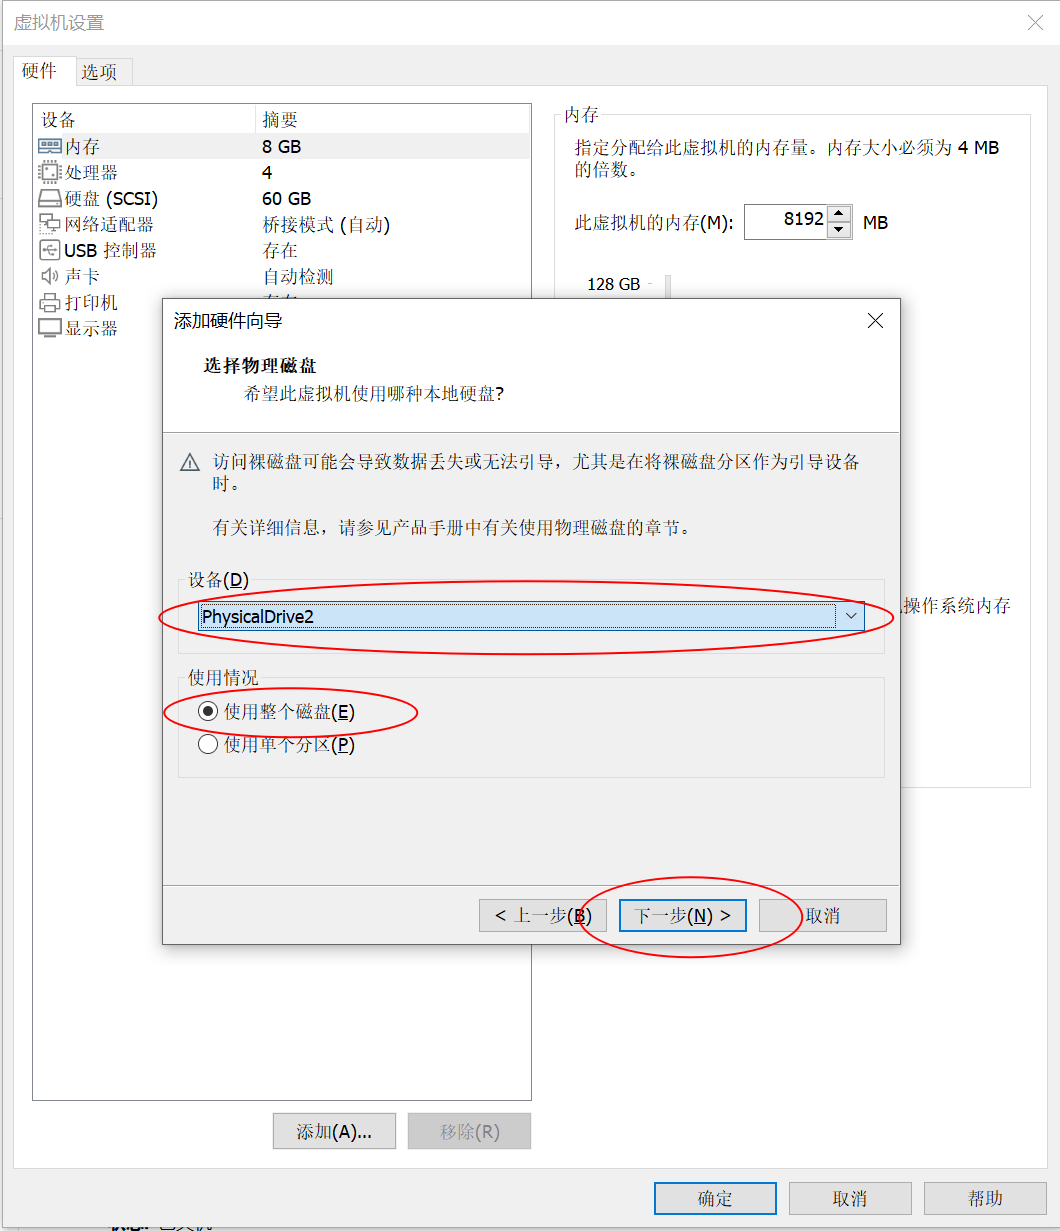 虚拟机设置
硬件 选项
设备 摘要
内存 8 GB
处理器 4
硬盘 (SCSI) 60 GB
网络适配器 桥接模式 (自动)
USB 控制器 存在
声卡 自动检测
打印机
显示器
内存
指定分配给此虚拟机的内存量。内存大小必须为 4 MB
的倍数。
此虚拟机的内存(M): 8192 MB
128 GB
操作系统内存
添加硬件向导
选择物理磁盘
希望此虚拟机使用哪种本地硬盘?
访问裸磁盘可能会导致数据丢失或无法引导，尤其是在将裸磁盘分区作为引导设备
时。
有关详细信息，请参见产品手册中有关使用物理磁盘的章节。
设备(D)
PhysicalDrive2
使用情况
使用整个磁盘(E)
使用单个分区(P)
< 上一步(B) 下一步(N) > 取消
添加(A)... 移除(R)
确定 取消 帮助